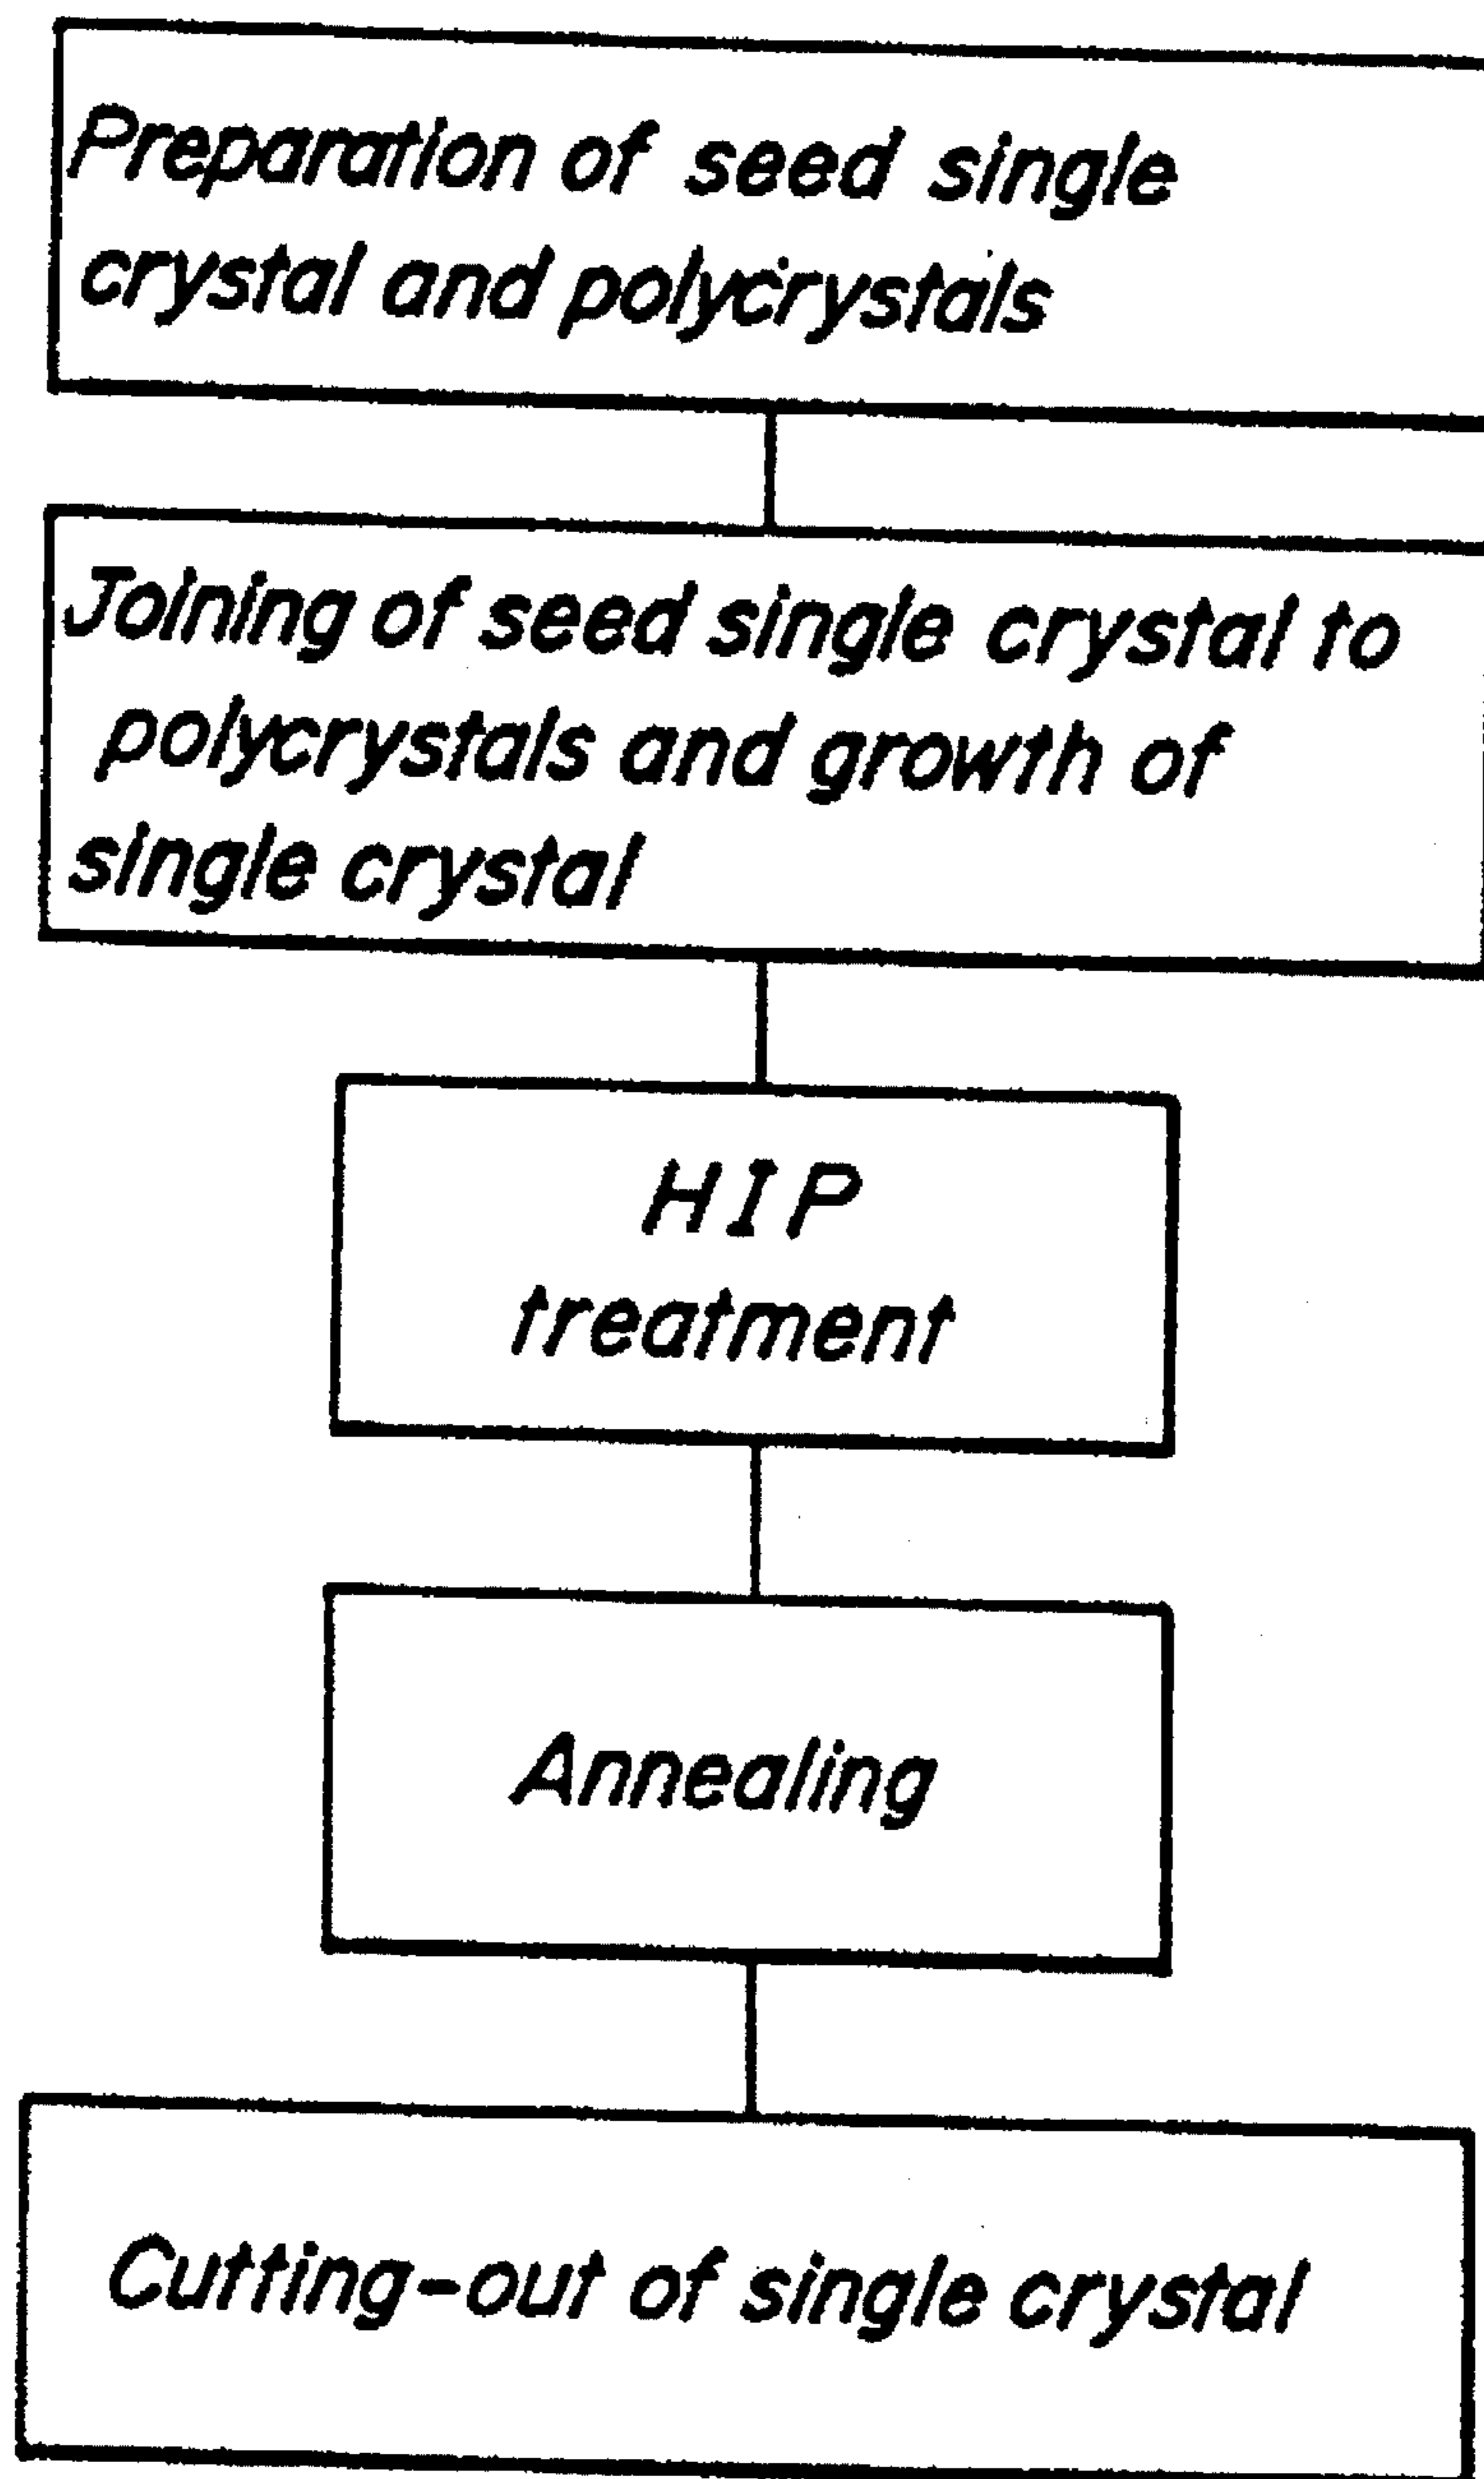 Preparation of seed single
crystal and polycrystals
Joining of seed single crystal to
polycrystals and growth of
single crystal
HIP
treatment
Annealing
Cutting-out of single crystal